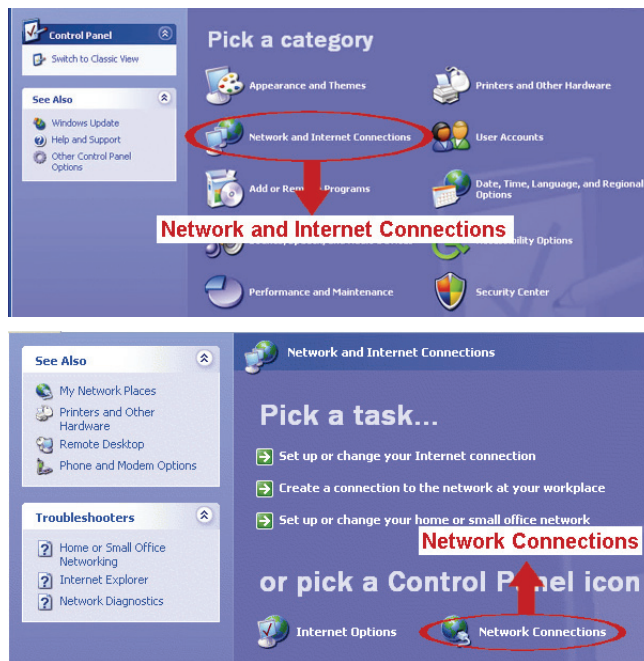 Control Panel
Switch to Classic View
See Also
Windows Update
Help and Support
Other Control Panel
Options
Pick a category
Appearance and Themes
Printers and Other Hardware
Network and Internet Connections
User Accounts
Add or Programs
Date, Time, Language, and Regional
Options
Network and Internet Connections
Options
Performance and Maintenance
Security Center
See Also
My Network Places
Printers and Other
Hardware
Remote Desktop
Phone and Modem Options
Troubleshooters
Home or Small Office
Networking
Internet Explorer
Network Diagnostics
Network and Internet Connections
Pick a task...
Set up or change your Internet connection
Create a connection to the network at your workplace
Set up or change your home or small office network
Network Connections
or pick a Control Panel icon
Internet Options
Network Connections